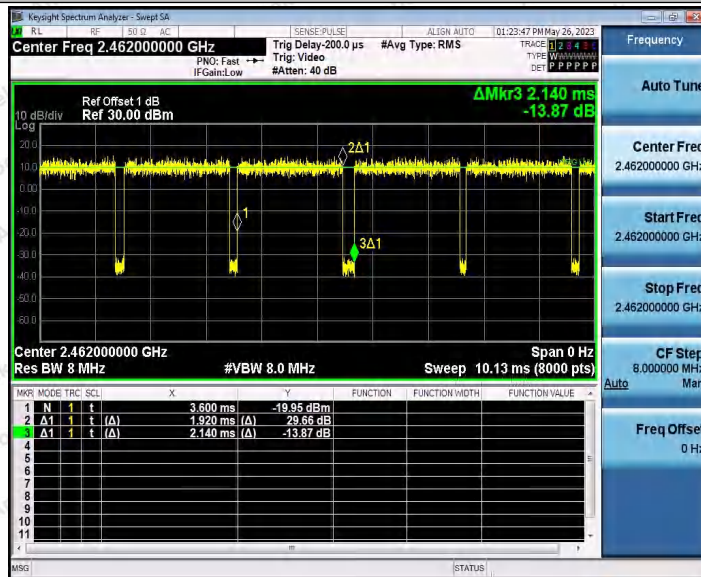 Keysight Spectrum Analyzer - Swept SA
RL RF 50 Ω AC SENSE:PULSE ALIGN AUTO 01:23:47 PM May 26, 2023
Center Freq 2.462000000 GHz
PNO: Fast
IFGain:Low
Trig Delay-200.0 µs
Trig: Video
#Atten: 40 dB
#Avg Type: RMS
TRACE 1 2 3 4 5 6
TYPE W
DET P P P P P P
Frequency
Ref Offset 1 dB
10 dB/div Ref 30.00 dBm
Log
ΔMkr3 2.140 ms
-13.87 dB
20.0
10.0
0.00
-10.0
-20.0
-30.0
-40.0
-50.0
-60.0
2Δ1
1
3Δ1
Center 2.462000000 GHz Span 0 Hz
Res BW 8 MHz #VBW 8.0 MHz Sweep 10.13 ms (8000 pts)
MKR MODE TRC SCL X Y FUNCTION FUNCTION WIDTH FUNCTION VALUE
1 N 1 t 3.600 ms -19.95 dBm
2 Δ1 1 t (Δ) 1.920 ms (Δ) 29.66 dB
3 Δ1 1 t (Δ) 2.140 ms (Δ) -13.87 dB
4
5
6
7
8
9
10
11
MSG STATUS
Auto Tune
Center Freq
2.462000000 GHz
Start Freq
2.462000000 GHz
Stop Freq
2.462000000 GHz
CF Step
8.000000 MHz
Auto Man
Freq Offset
0 Hz